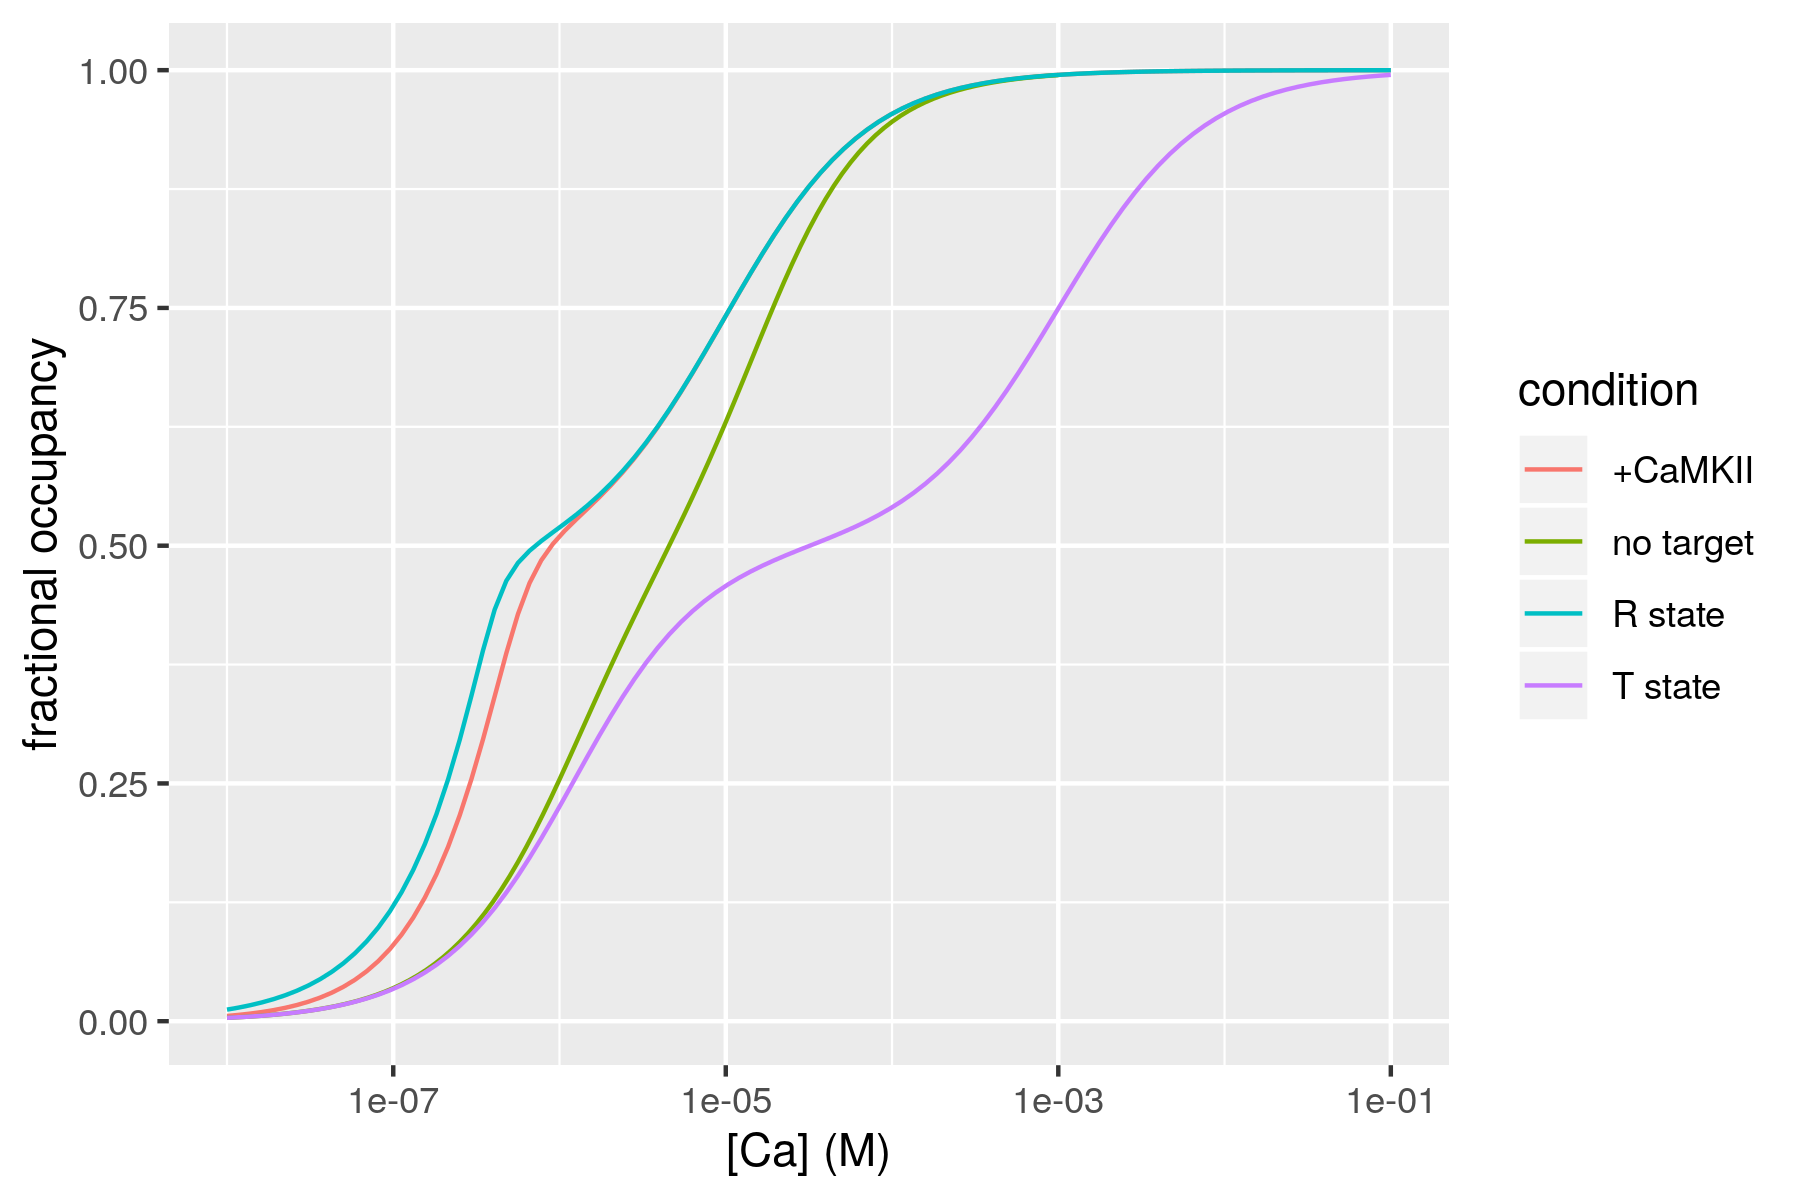 1.00
0.75
0.50
0.25
0.00
fractional occupancy
1e-07
1e-05
1e-03
1e-01
[Ca] (M)
condition
+CaMKII
no target
R state
T state